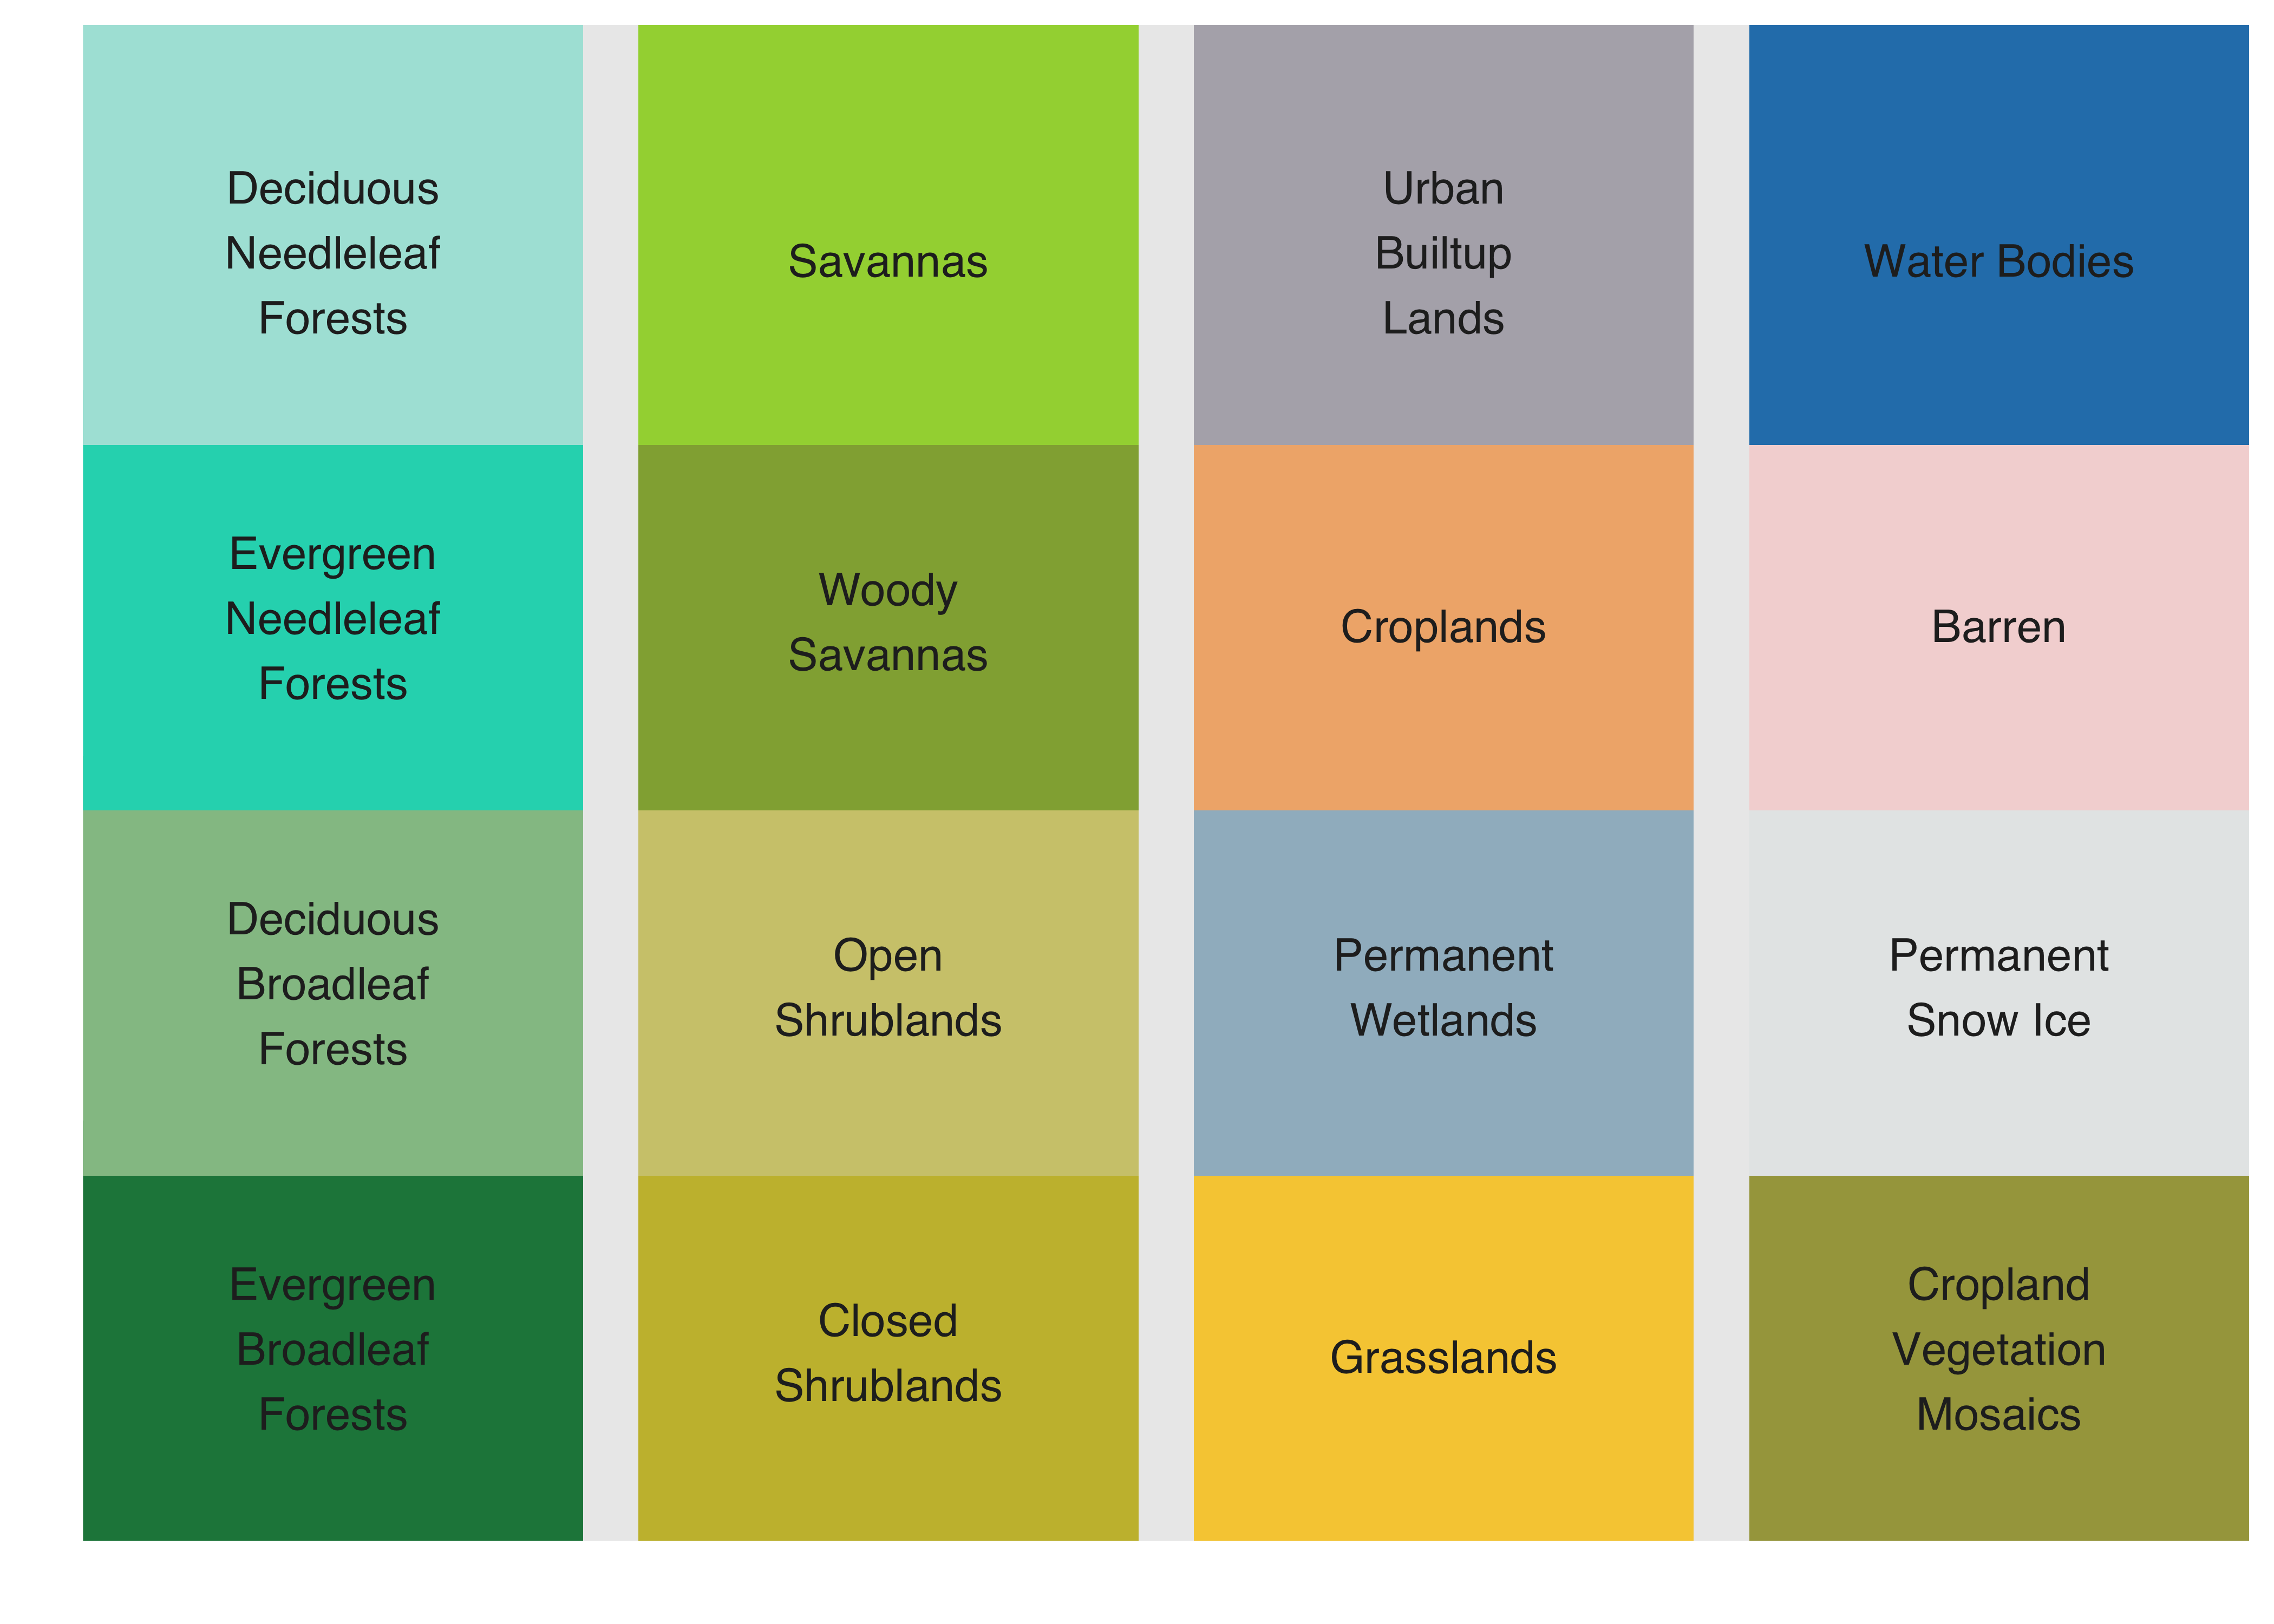 Deciduous
Needleleaf
Forests
Savannas
Urban
Builtup
Lands
Water Bodies
Evergreen
Needleleaf
Forests
Woody
Savannas
Croplands
Barren
Deciduous
Broadleaf
Forests
Open
Shrublands
Permanent
Wetlands
Permanent
Snow Ice
Evergreen
Broadleaf
Forests
Closed
Shrublands
Grasslands
Cropland
Vegetation
Mosaics